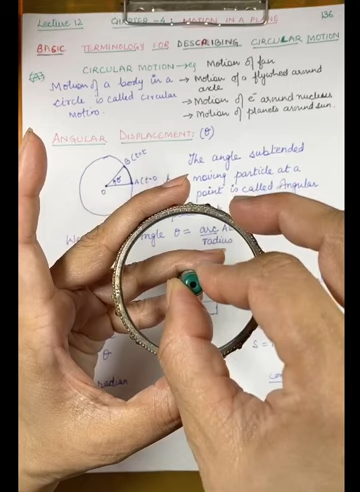 Lecture 12 CHAPTER-4: MOTION IN A PLANE 136
BASIC TERMINOLOGY FOR DESCRIBING CIRCULAR MOTION
CIRCULAR MOTION → eg Motion of fan
Motion of a body in a → Motion of a flywheel around
circle is called circular axle
motion. → Motion of e⁻ around nucleus
→ Motion of planets around sun.
ANGULAR DISPLACEMENT: (θ)
The angle subtended
B(t=t
θ
A(t=0
O
moving particle at a
point is called Angular
angle θ = arc A
radius
θ
radian
S =